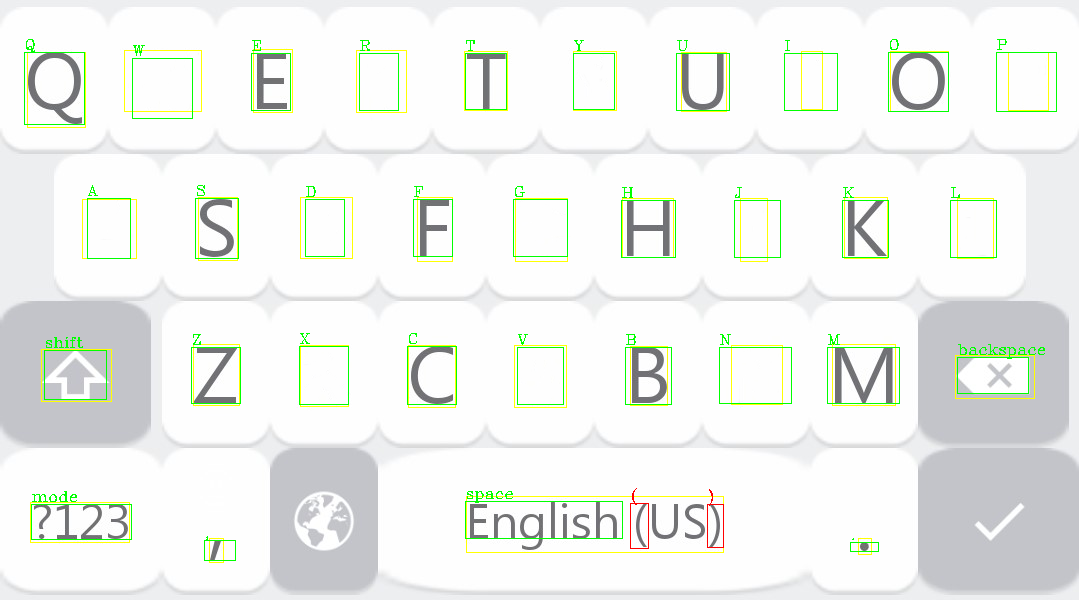 Q W E R T Y U I O P
Q E T U O
A S D F G H J K L
S F H K
shift Z X C V B N M backspace
Z C B M
mode space ( )
?123 , English (US) .